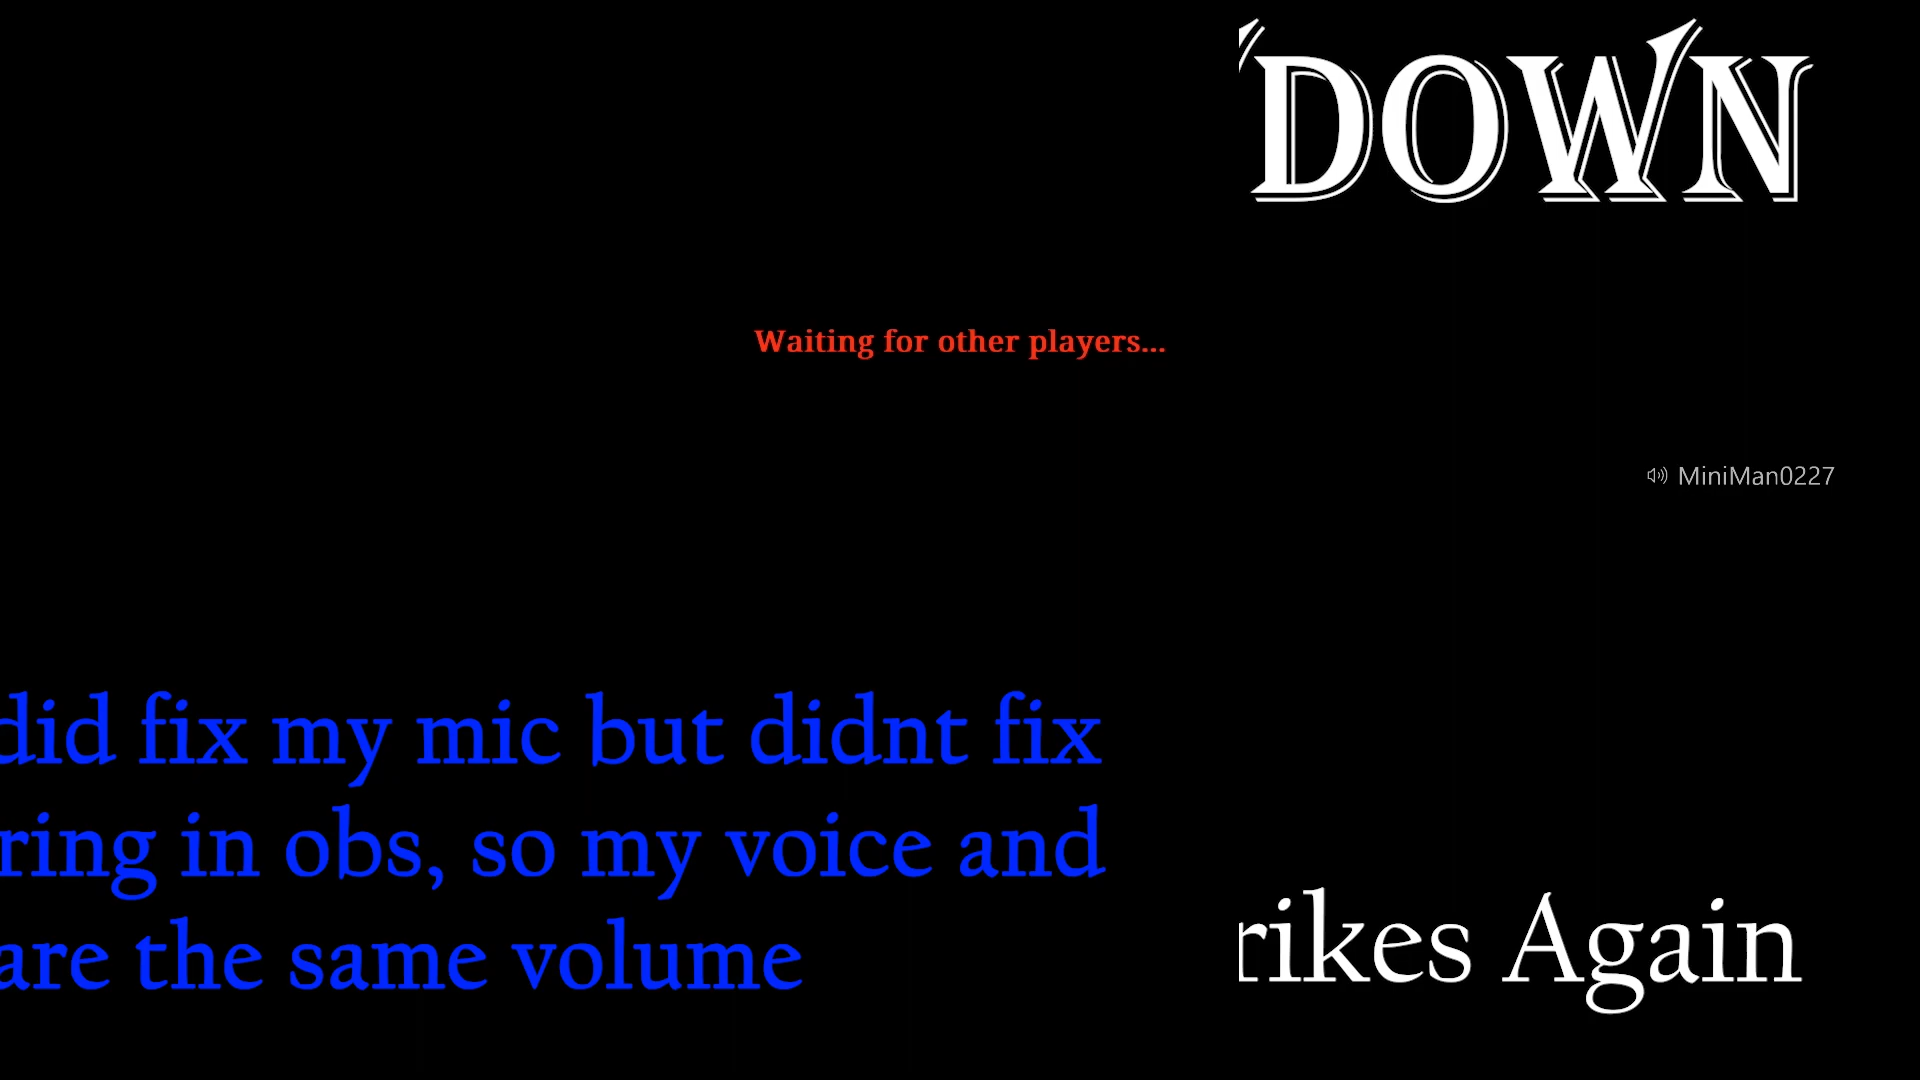 DOWN
Waiting for other players...
MiniMan0227
did fix my mic but didnt fix
ring in obs, so my voice and
are the same volume
rikes Again